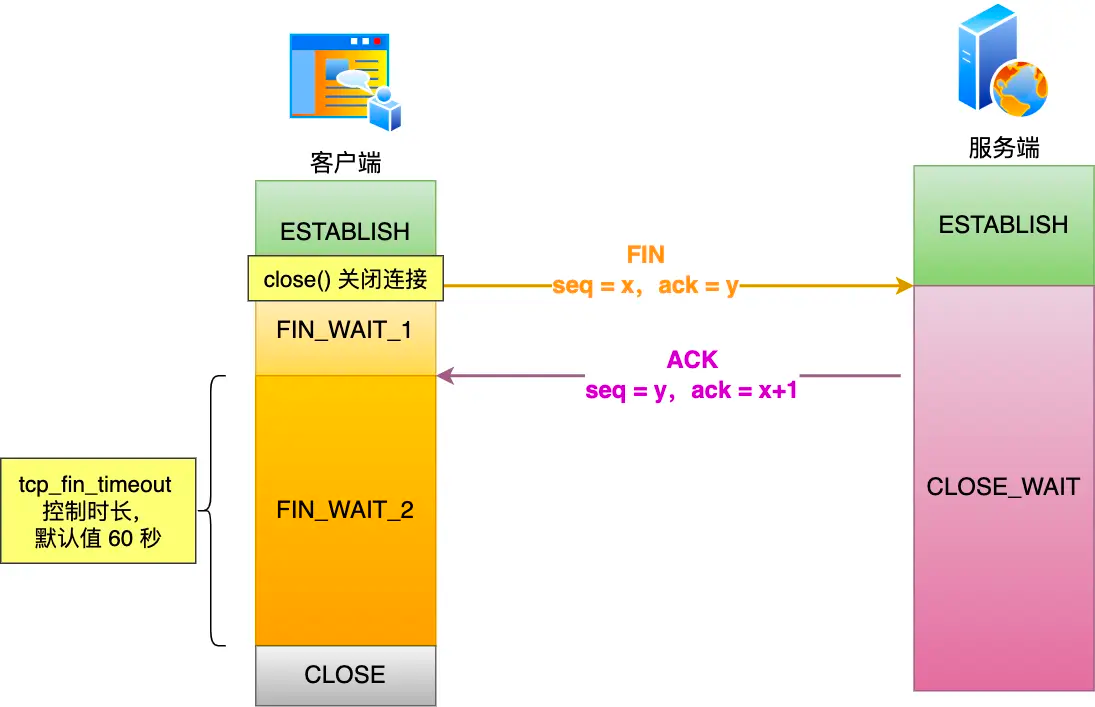 客户端
服务端
ESTABLISH
ESTABLISH
close() 关闭连接
FIN
seq = x，ack = y
FIN_WAIT_1
ACK
seq = y，ack = x+1
tcp_fin_timeout
控制时长，
默认值 60 秒
FIN_WAIT_2
CLOSE_WAIT
CLOSE